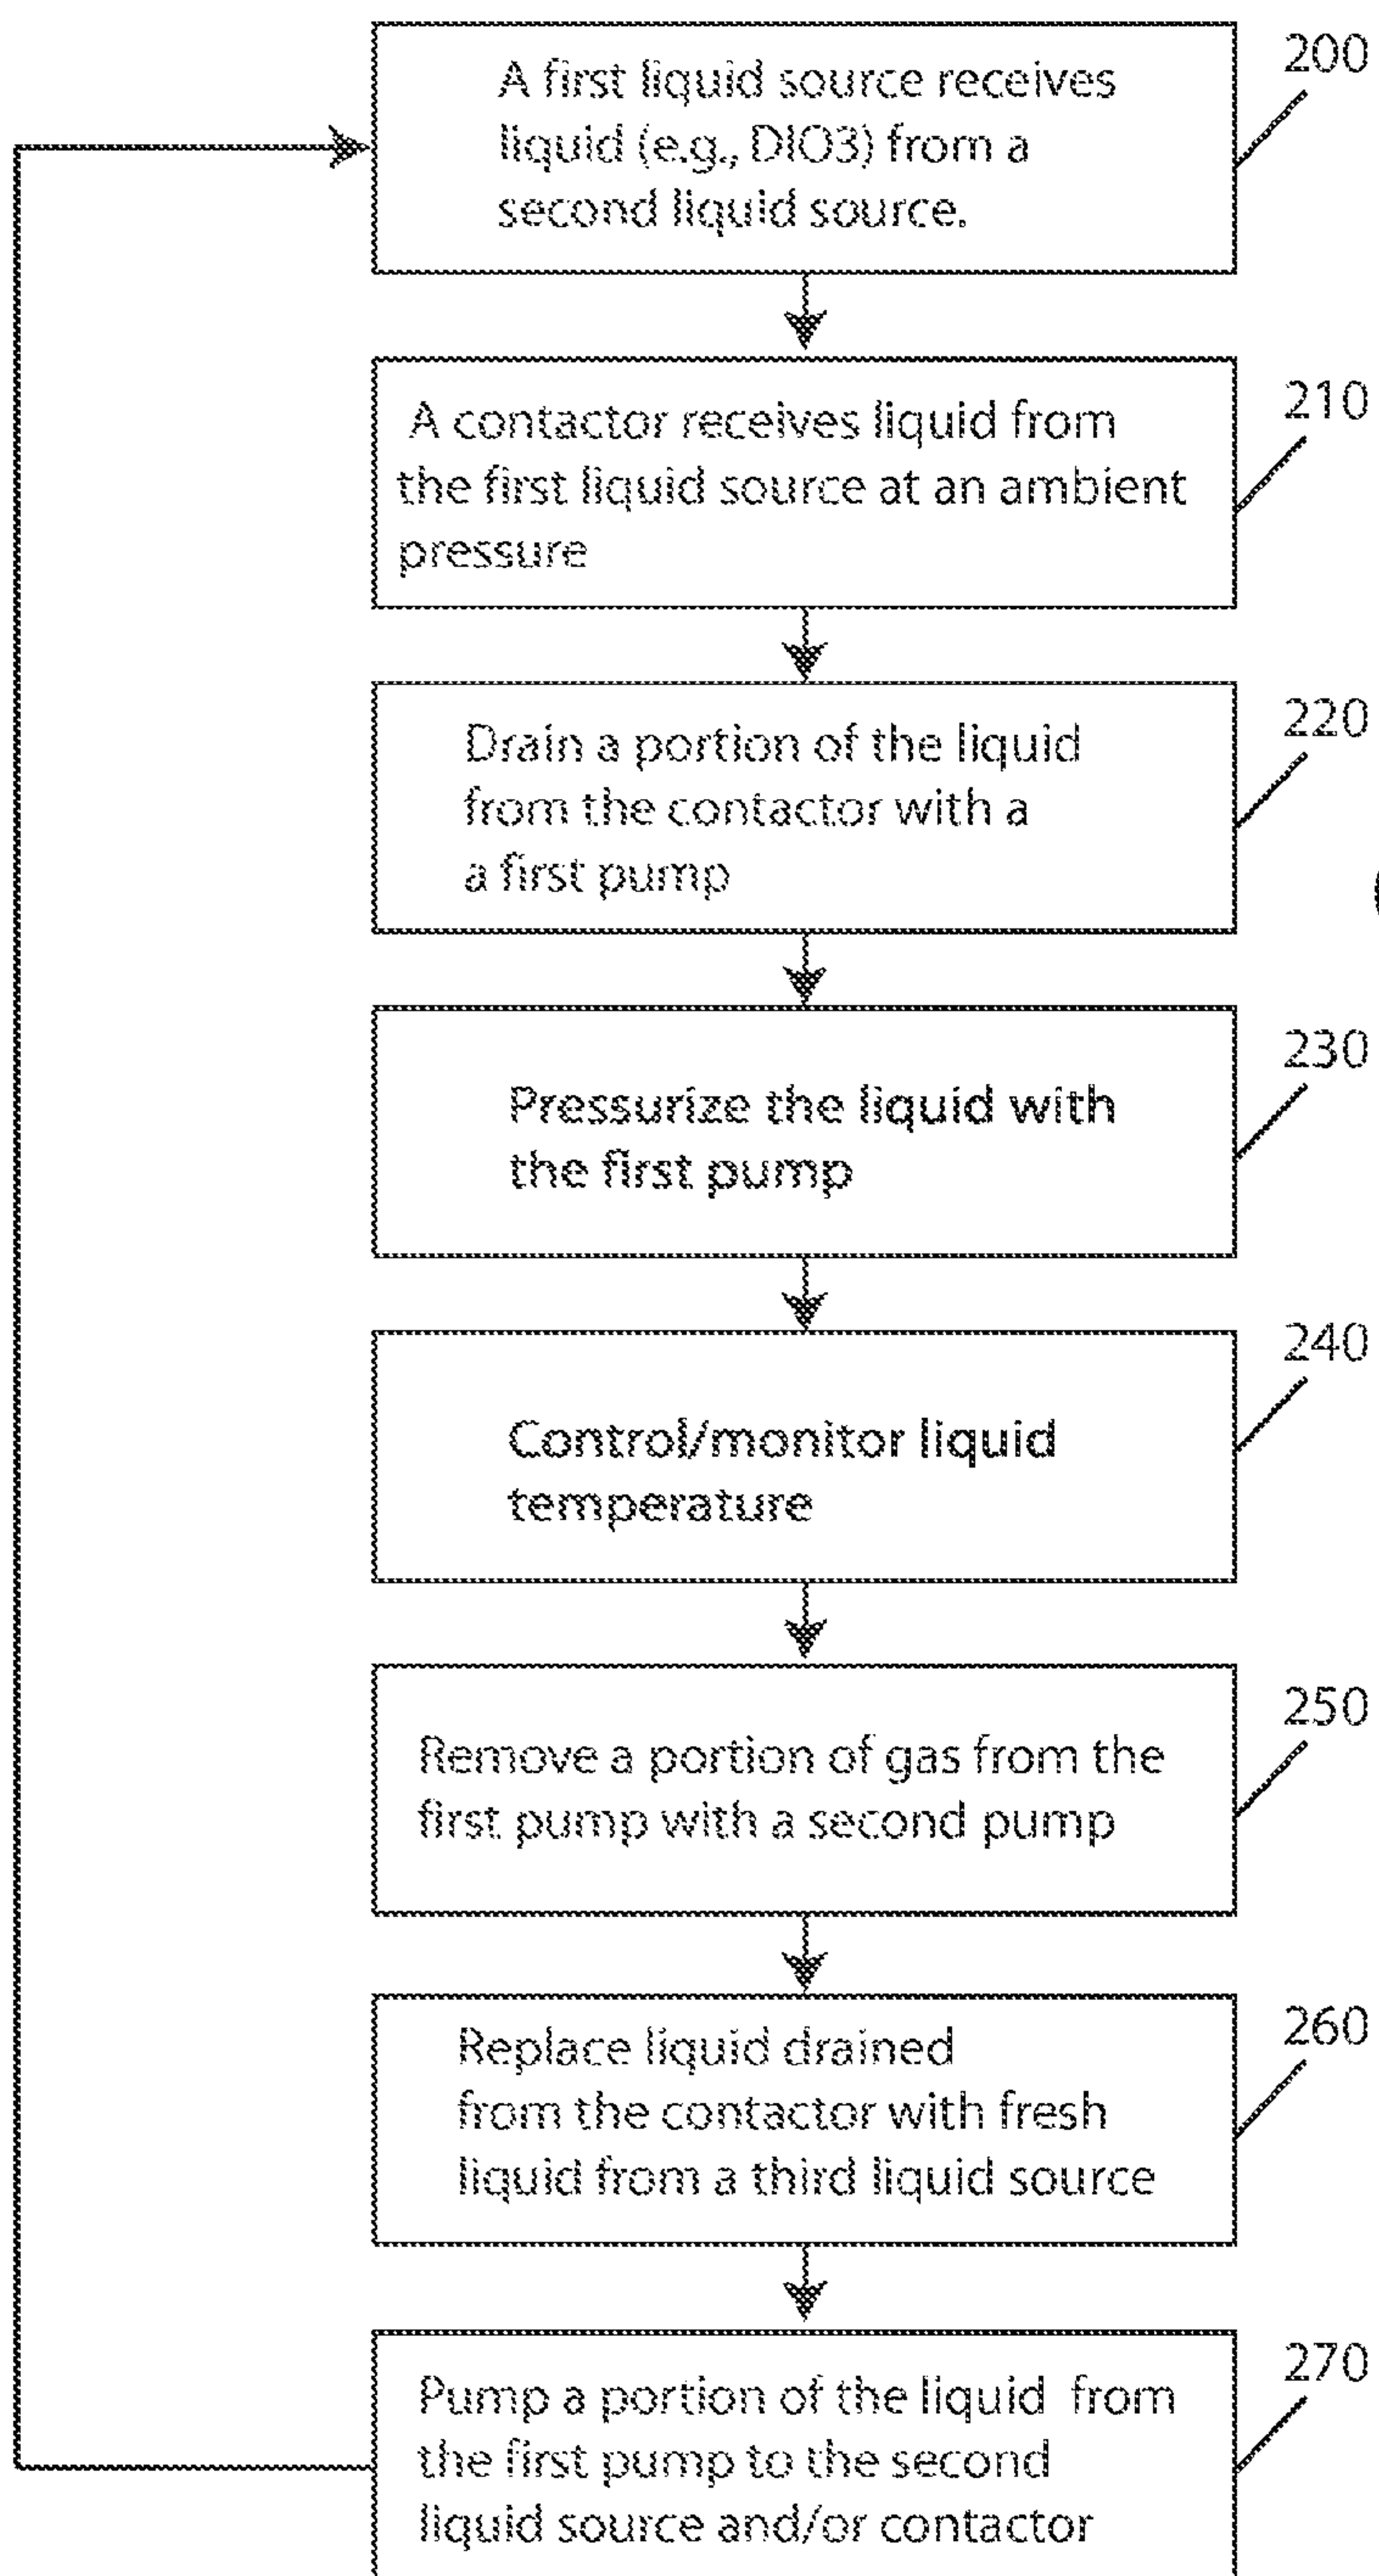 A first liquid source receives
liquid (e.g., DIO3) from a
second liquid source.
200
A contactor receives liquid from
the first liquid source at an ambient
pressure
210
Drain a portion of the liquid
from the contactor with a
a first pump
220
Pressurize the liquid with
the first pump
230
Control/monitor liquid
temperature
240
Remove a portion of gas from the
first pump with a second pump
250
Replace liquid drained
from the contactor with fresh
liquid from a third liquid source
260
Pump a portion of the liquid from
the first pump to the second
liquid source and/or contactor
270